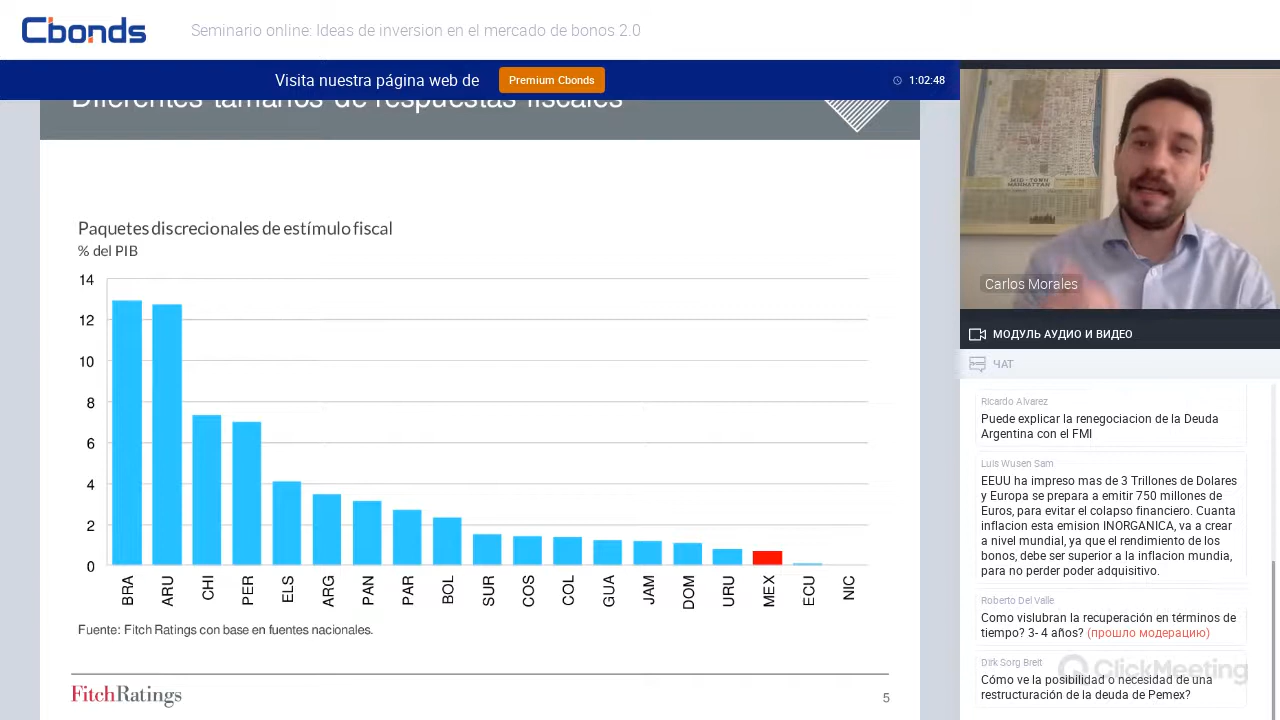 Cbonds
Seminario online: Ideas de inversion en el mercado de bonos 2.0
Visita nuestra página web de
Premium Cbonds
1:02:48
Diferentes tamaños de respuestas fiscales
Paquetes discrecionales de estímulo fiscal
% del PIB
14
12
10
8
6
4
2
0
BRA ARU CHI PER ELS ARG PAN PAR BOL SUR COS COL GUA JAM DOM URU MEX ECU NIC
Fuente: Fitch Ratings con base en fuentes nacionales.
FitchRatings
5
MID-TOWN
MANHATTAN
Carlos Morales
МОДУЛЬ АУДИО И ВИДЕО
ЧАТ
Ricardo Alvarez
Puede explicar la renegociacion de la Deuda
Argentina con el FMI
Luis Wusen Sam
EEUU ha impreso mas de 3 Trillones de Dolares
y Europa se prepara a emitir 750 millones de
Euros, para evitar el colapso financiero. Cuanta
inflacion esta emision INORGANICA, va a crear
a nivel mundial, ya que el rendimiento de los
bonos, debe ser superior a la inflacion mundia,
para no perder poder adquisitivo.
Roberto Del Valle
Como vislubran la recuperación en términos de
tiempo? 3- 4 años? (прошло модерацию)
Dirk Sorg Brett
Cómo ve la posibilidad o necesidad de una
restructuración de la deuda de Pemex?
ClickMeeting